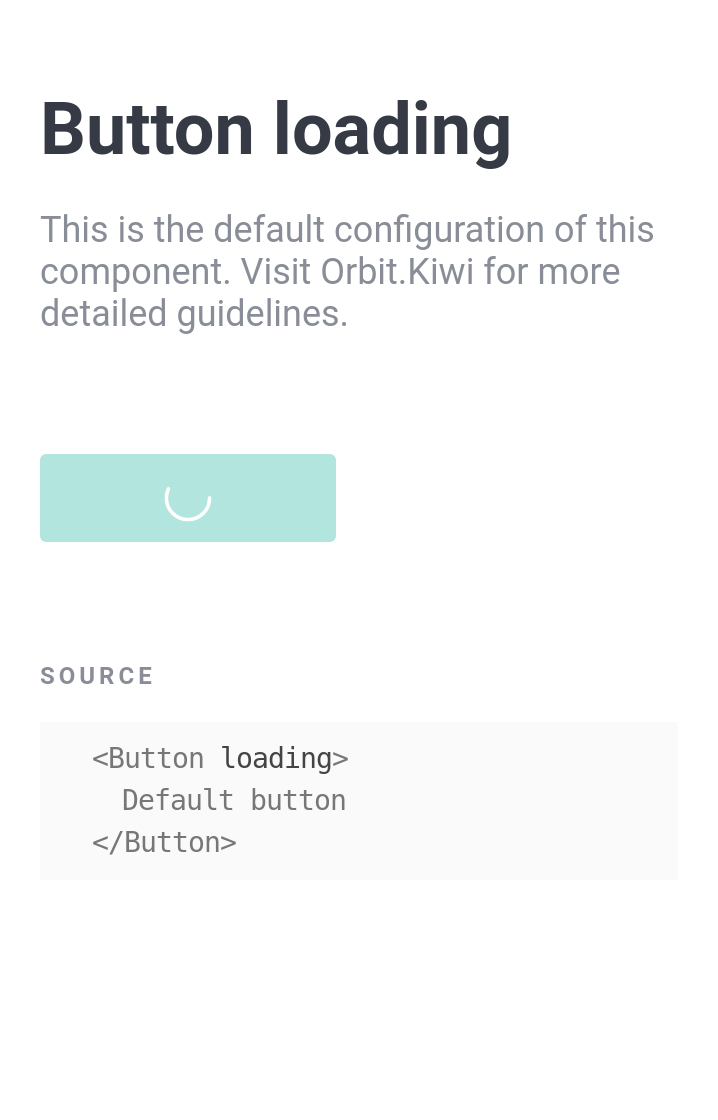 Button loading
This is the default configuration of this
component. Visit Orbit.Kiwi for more
detailed guidelines.
SOURCE
<Button loading>
  Default button
</Button>